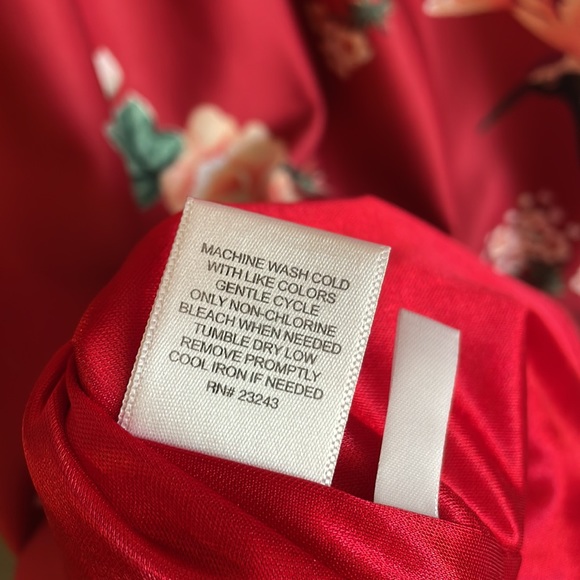 MACHINE WASH COLD
WITH LIKE COLORS
GENTLE CYCLE
ONLY NON-CHLORINE
BLEACH WHEN NEEDED
TUMBLE DRY LOW
REMOVE PROMPTLY
COOL IRON IF NEEDED
RN# 23243